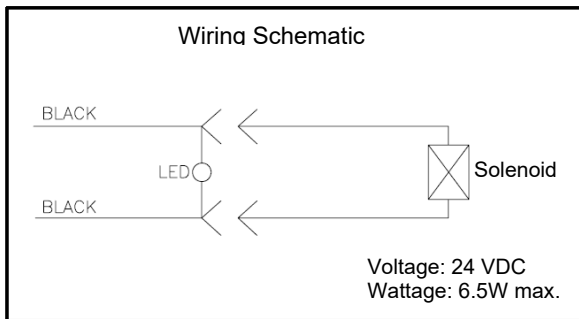 Wiring Schematic
BLACK
LED
Solenoid
BLACK
Voltage: 24 VDC
Wattage: 6.5W max.